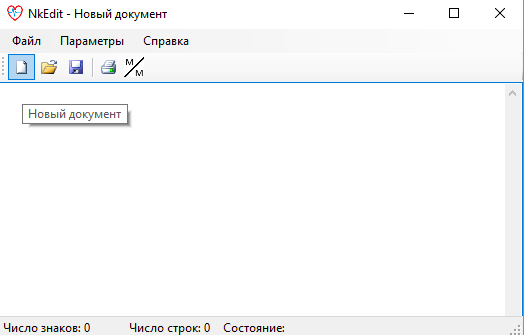 NkEdit - Новый документ
Файл Параметры Справка
M/M
Новый документ
Число знаков: 0 Число строк: 0 Состояние: